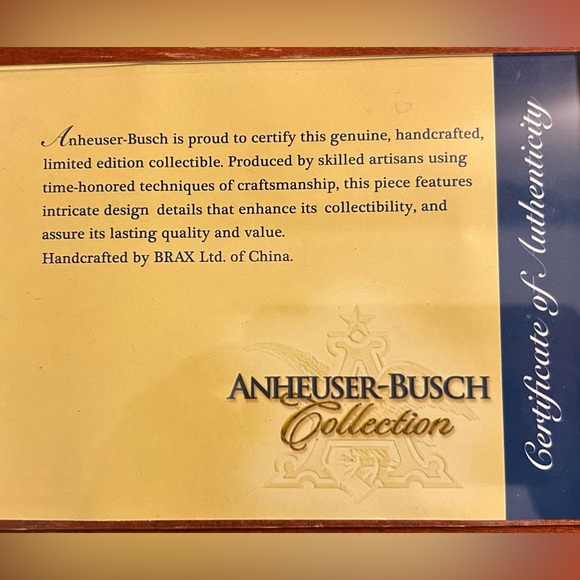 Anheuser-Busch is proud to certify this genuine, handcrafted,
limited edition collectible. Produced by skilled artisans using
time-honored techniques of craftsmanship, this piece features
intricate design details that enhance its collectibility, and
assure its lasting quality and value.
Handcrafted by BRAX Ltd. of China.
ANHEUSER-BUSCH
Collection
Certificate of Authenticity